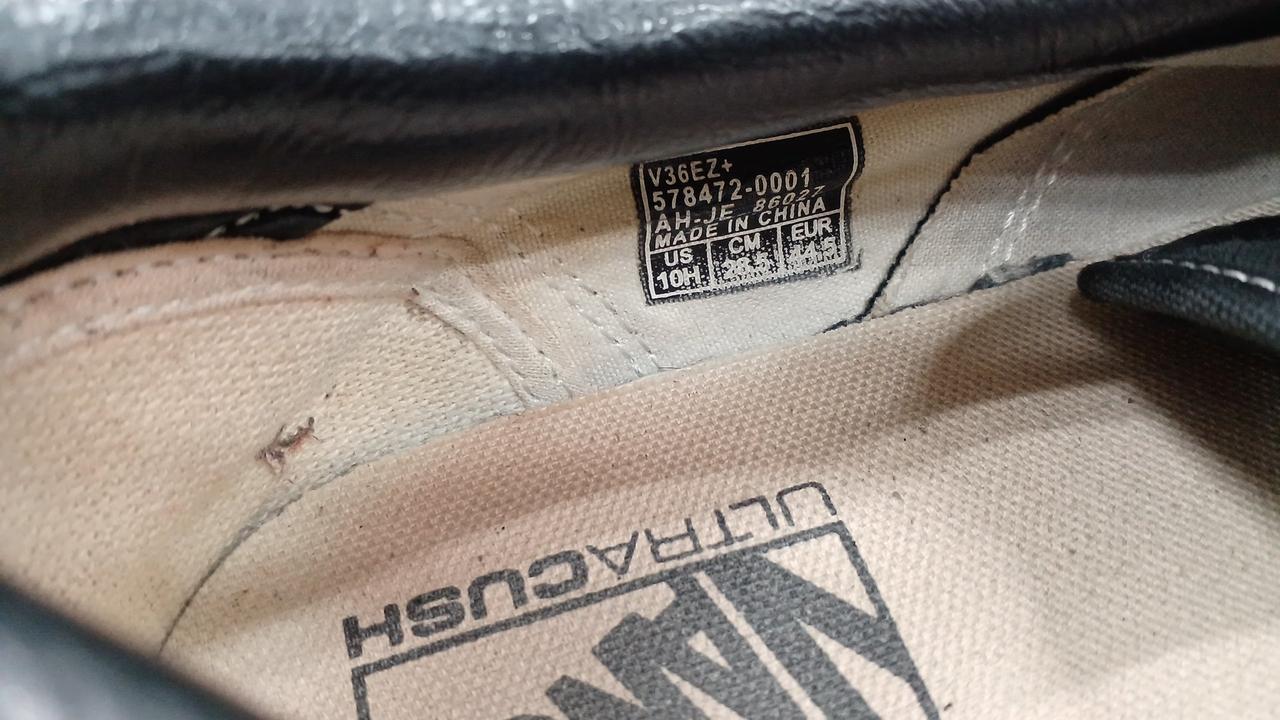 V36EZ+
578472-0001
AH-JE 86027
MADE IN CHINA
US CM EUR
10H 28.5 44.5
ULTRACUSH